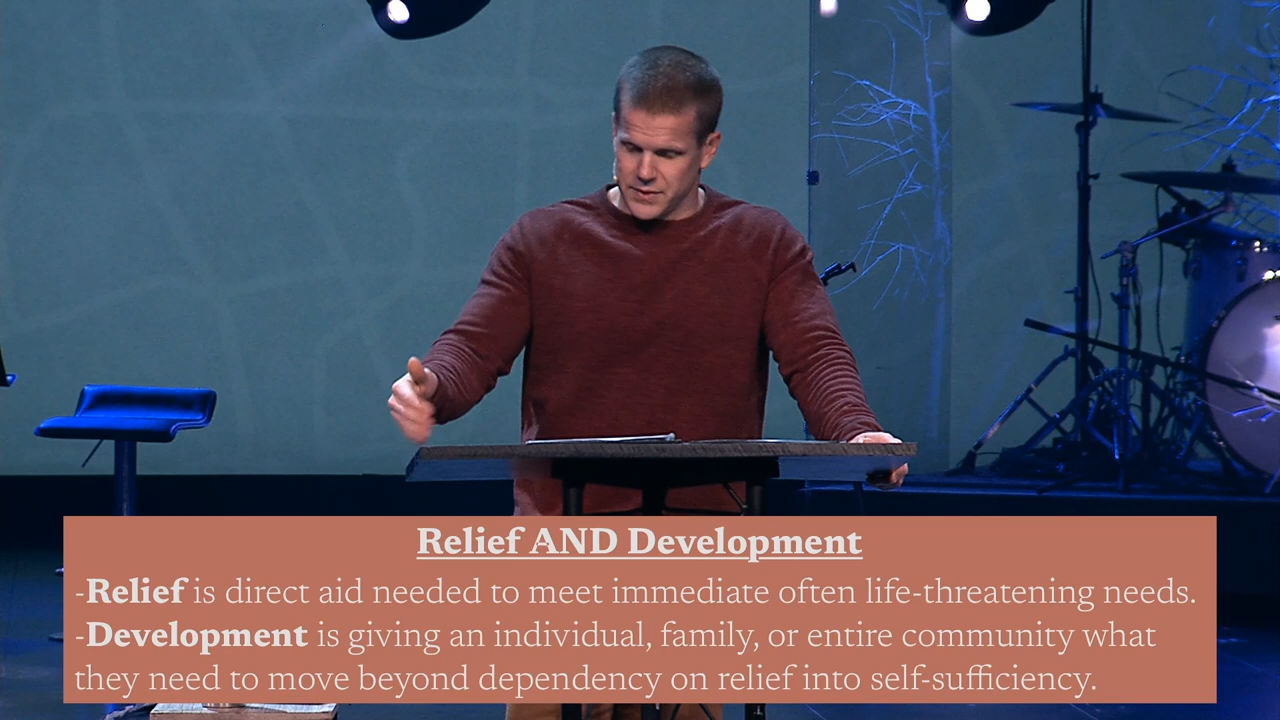 Relief AND Development
-Relief is direct aid needed to meet immediate often life-threatening needs.
-Development is giving an individual, family, or entire community what
they need to move beyond dependency on relief into self-sufficiency.